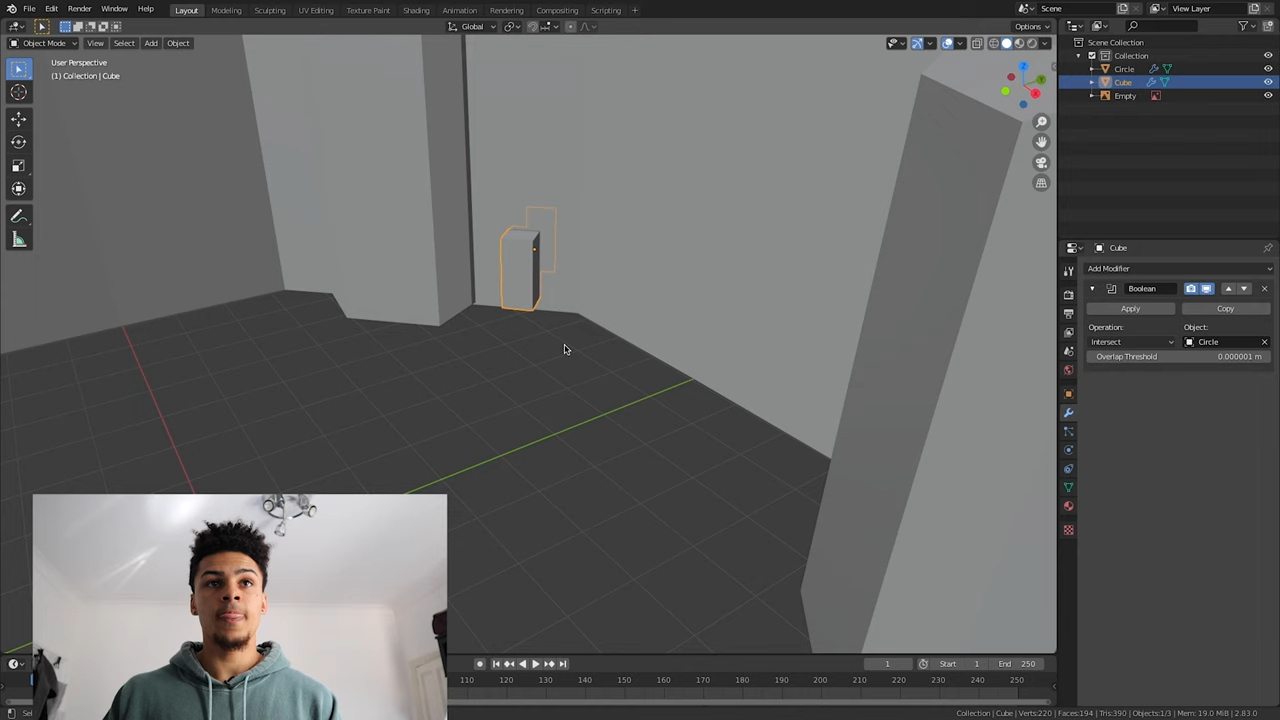 File Edit Render Window Help
Layout Modeling Sculpting UV Editing Texture Paint Shading Animation Rendering Compositing Scripting +
Scene
View Layer
Global
Options
Object Mode View Select Add Object
User Perspective
(1) Collection | Cube
Scene Collection
Collection
Circle
Cube
Empty
Cube
Add Modifier
Boolean
Apply Copy
Operation: Object:
Intersect Circle
Overlap Threshold 0.000001 m
1 Start 1 End 250
110 120 130 140 150 160 170 180 190 200 210 220 230 240 250
Sel
Collection | Cube | Verts:220 | Faces:194 | Tris:390 | Objects:1/3 | Mem: 19.0 MiB | 2.83.0